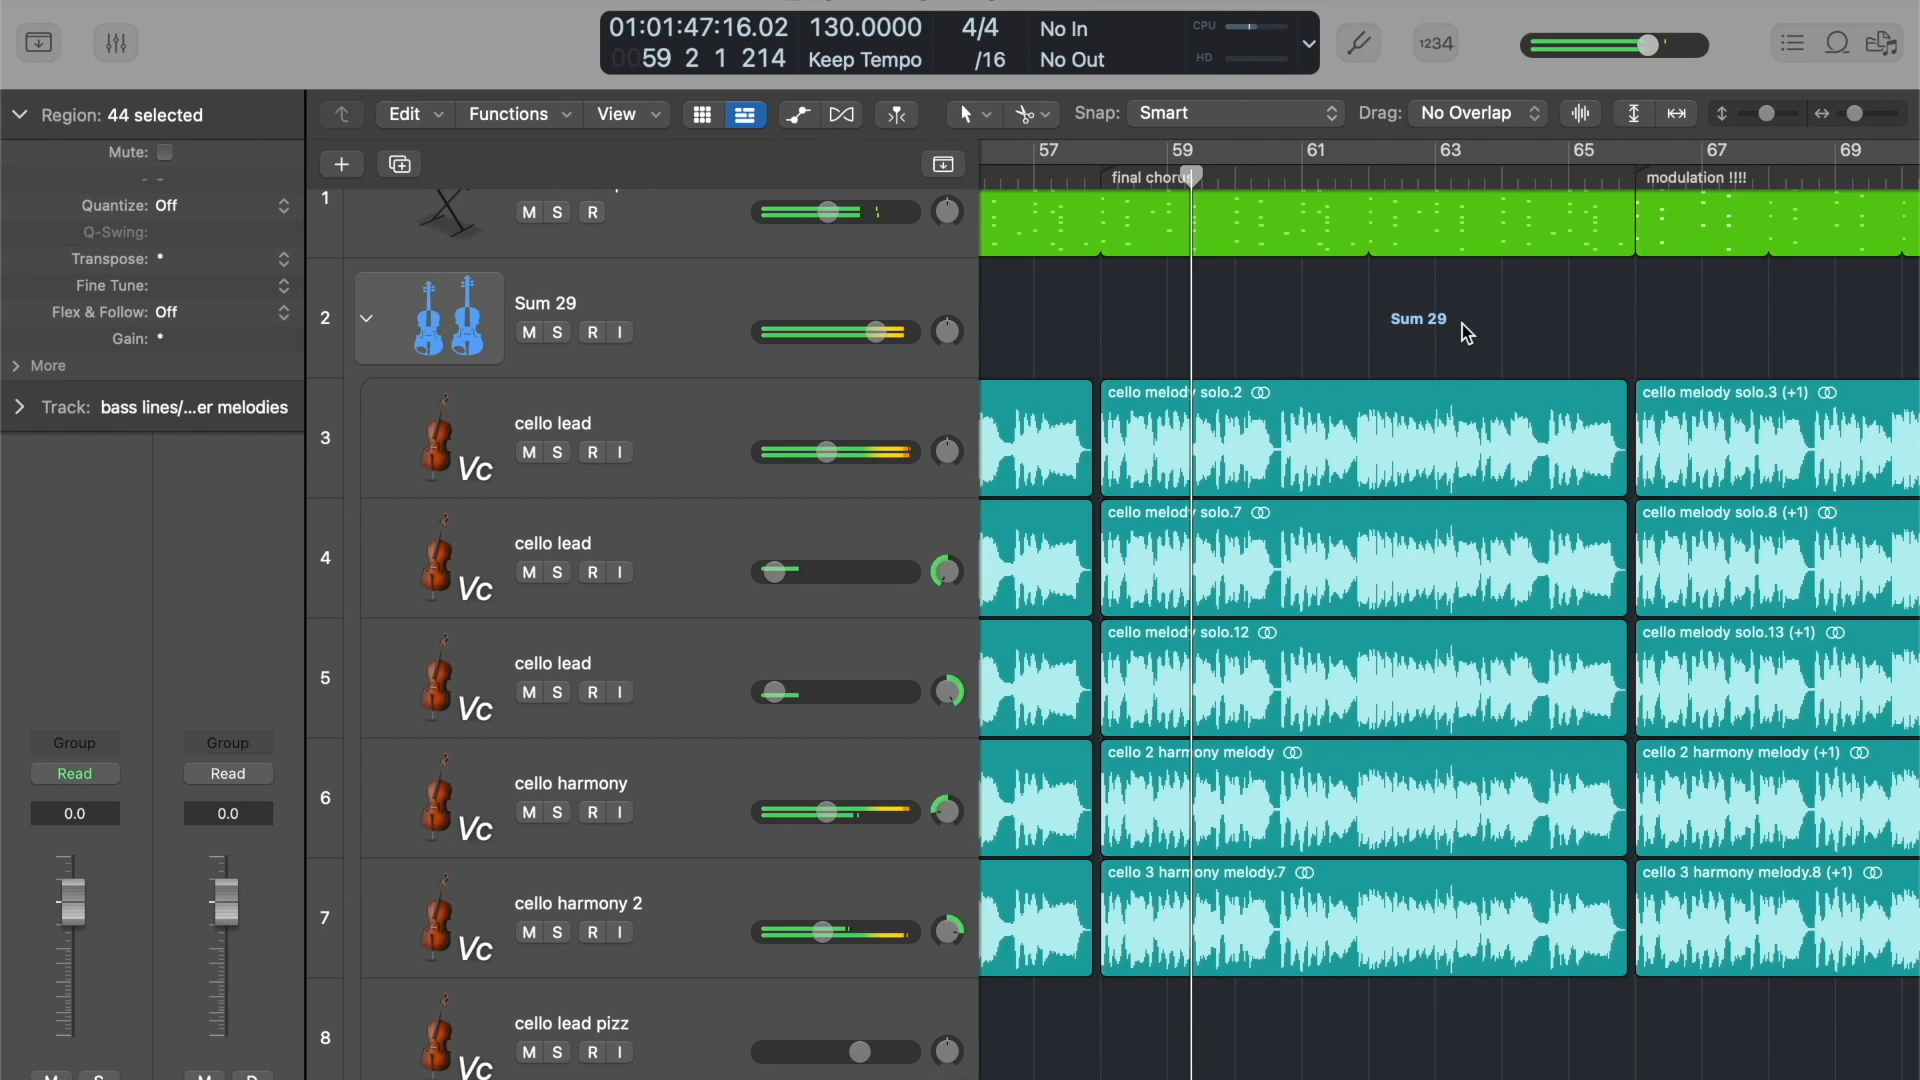 01:01:47:16.02 130.0000 4/4 No In CPU
0059 2 1 214 Keep Tempo /16 No Out HD
1234
Region: 44 selected
Edit Functions View Snap: Smart Drag: No Overlap
Mute:
- -
Quantize: Off
Q-Swing:
Transpose: *
Fine Tune:
Flex & Follow: Off
Gain: *
More
Track: bass lines/...er melodies
Group Group
Read Read
0.0 0.0
M S M D
57 59 61 63 65 67 69
final chorus modulation !!!!
1 M S R
2 Sum 29
M S R I
Sum 29
3 cello lead
M S R I
Vc
cello melody solo.2 cello melody solo.3 (+1)
4 cello lead
M S R I
Vc
cello melody solo.7 cello melody solo.8 (+1)
5 cello lead
M S R I
Vc
cello melody solo.12 cello melody solo.13 (+1)
6 cello harmony
M S R I
Vc
cello 2 harmony melody cello 2 harmony melody (+1)
7 cello harmony 2
M S R I
Vc
cello 3 harmony melody.7 cello 3 harmony melody.8 (+1)
8 cello lead pizz
M S R I
Vc